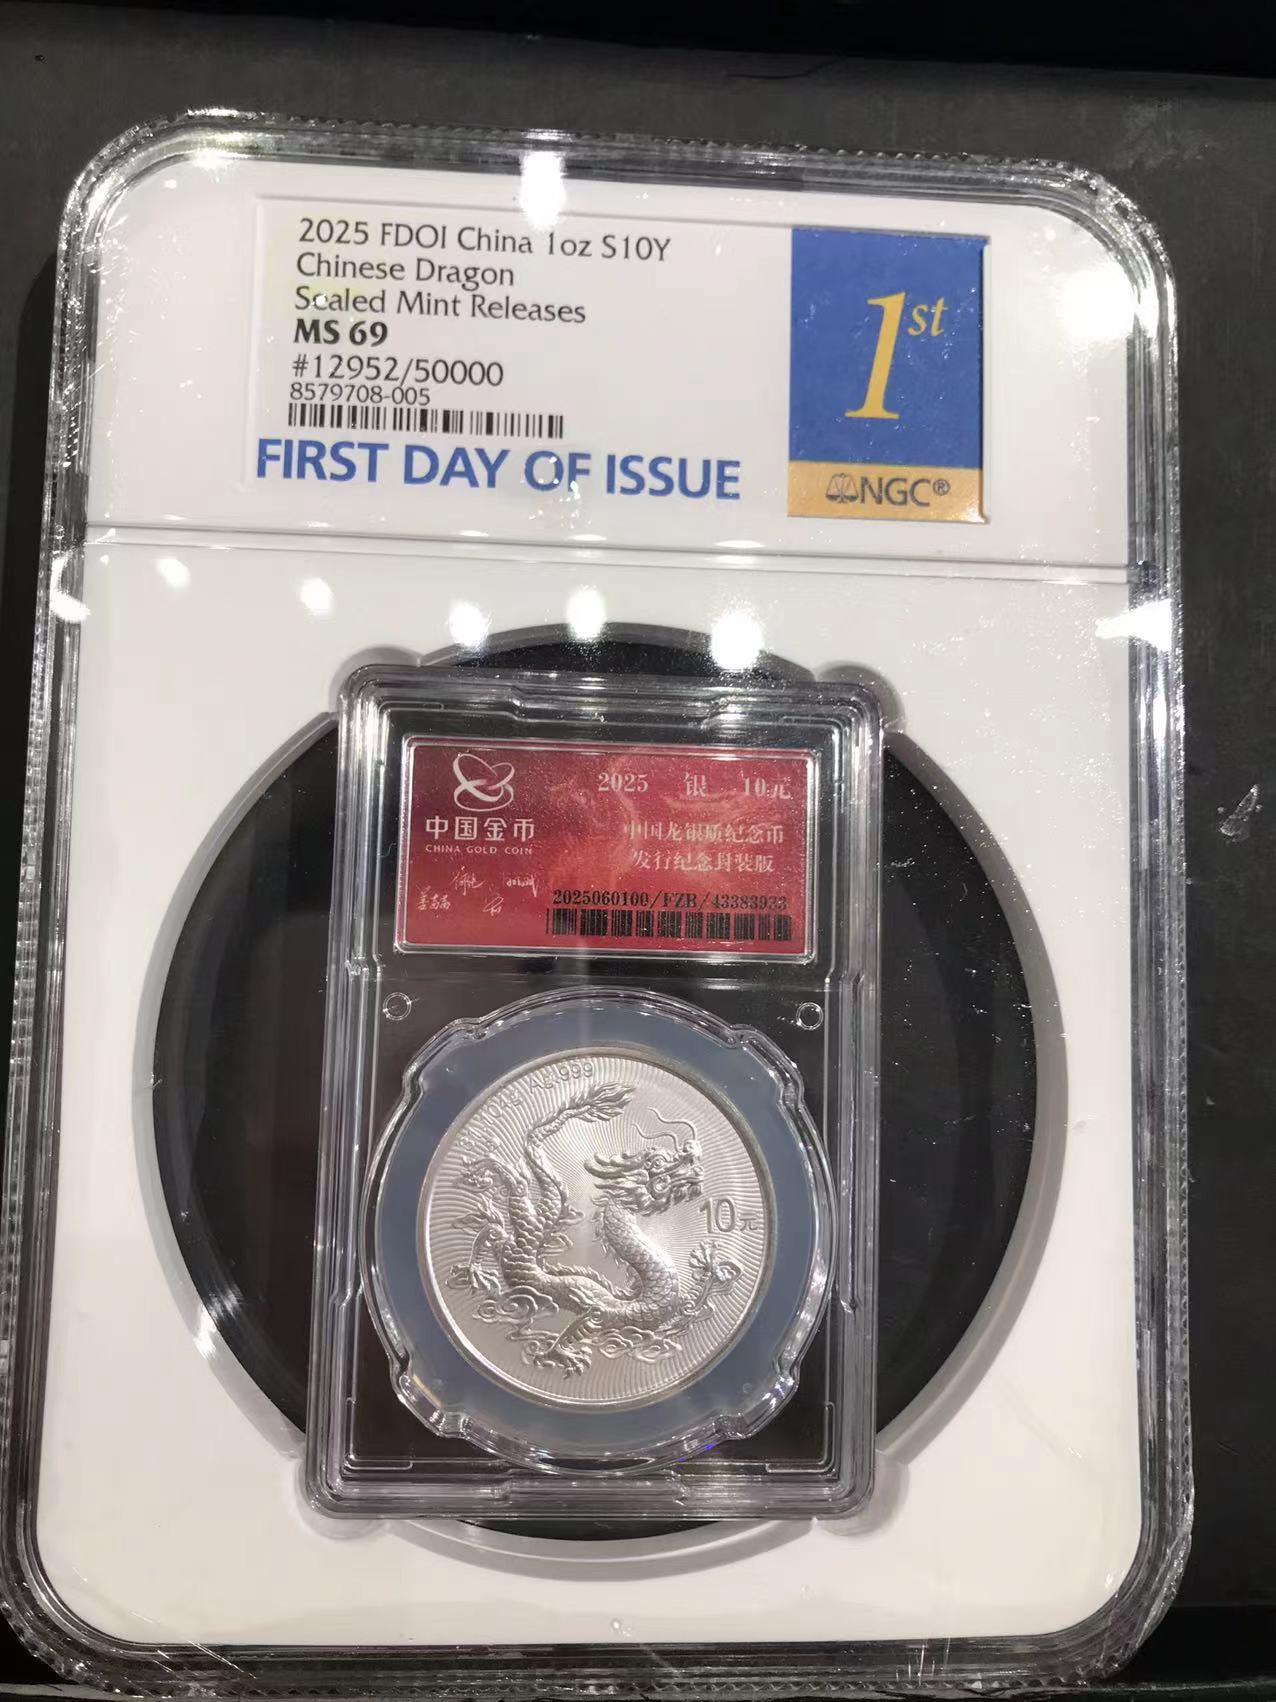 2025 FDOI China 1oz S10Y
Chinese Dragon
Sealed Mint Releases
MS 69
#12952/50000
8579708-005
FIRST DAY OF ISSUE
1st
NGC®
中国金币
CHINA GOLD COIN
2025 银 10元
中国龙银质纪念币
发行纪念封装版
2025060100/FZB/43383923
Ag.999
10元